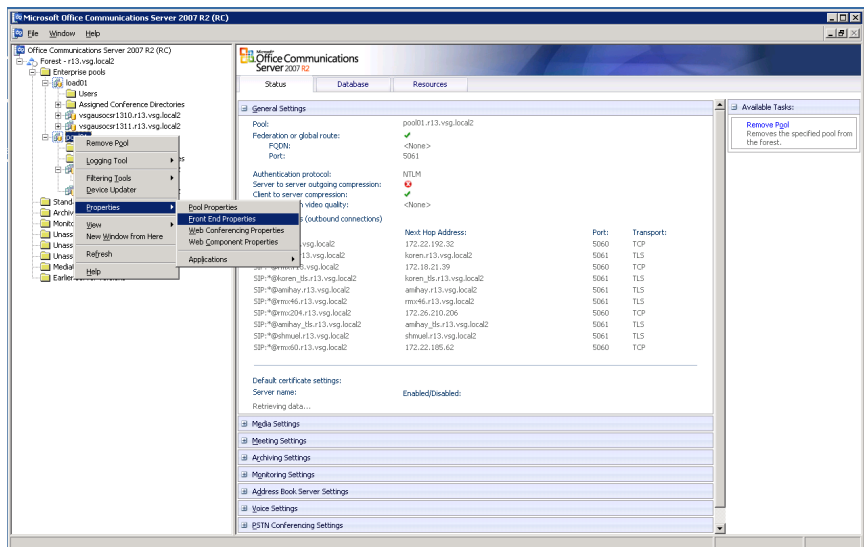 Microsoft Office Communications Server 2007 R2 (RC)
File Window Help
Office Communications Server 2007 R2 (RC)
Forest - r13.vsg.local2
Enterprise pools
load01
Users
Assigned Conference Directories
vsgausocsr1310.r13.vsg.local2
vsgausocsr1311.r13.vsg.local2
Remove Pool
Logging Tool
Filtering Tools
Device Updater
Properties
View
New Window from Here
Refresh
Help
Pool Properties
Front End Properties
Web Conferencing Properties
Web Component Properties
Applications
Stand
Archiv
Monito
Unass
Unass
Unass
Media
Earlier
Microsoft
Office Communications
Server 2007 R2
Status Database Resources
General Settings
Pool: pool01.r13.vsg.local2
Federation or global route:
FQDN: <None>
Port: 5061
Authentication protocol: NTLM
Server to server outgoing compression:
Client to server compression:
video quality: <None>
(outbound connections)
Next Hop Address: Port: Transport:
.vsg.local2 172.22.192.32 5060 TCP
r13.vsg.local2 koren.r13.vsg.local2 5061 TLS
.vsg.local2 172.18.21.39 5060 TCP
SIP:*@koren_tls.r13.vsg.local2 koren_tls.r13.vsg.local2 5061 TLS
SIP:*@amihay.r13.vsg.local2 amihay.r13.vsg.local2 5061 TLS
SIP:*@rmx46.r13.vsg.local2 rmx46.r13.vsg.local2 5061 TLS
SIP:*@rmx204.r13.vsg.local2 172.26.210.206 5060 TCP
SIP:*@amihay_tls.r13.vsg.local2 amihay_tls.r13.vsg.local2 5061 TLS
SIP:*@shmuel.r13.vsg.local2 shmuel.r13.vsg.local2 5061 TLS
SIP:*@rmx60.r13.vsg.local2 172.22.185.62 5060 TCP
Default certificate settings:
Server name: Enabled/Disabled:
Retrieving data...
Media Settings
Meeting Settings
Archiving Settings
Monitoring Settings
Address Book Server Settings
Voice Settings
PSTN Conferencing Settings
Available Tasks:
Remove Pool
Removes the specified pool from
the forest.